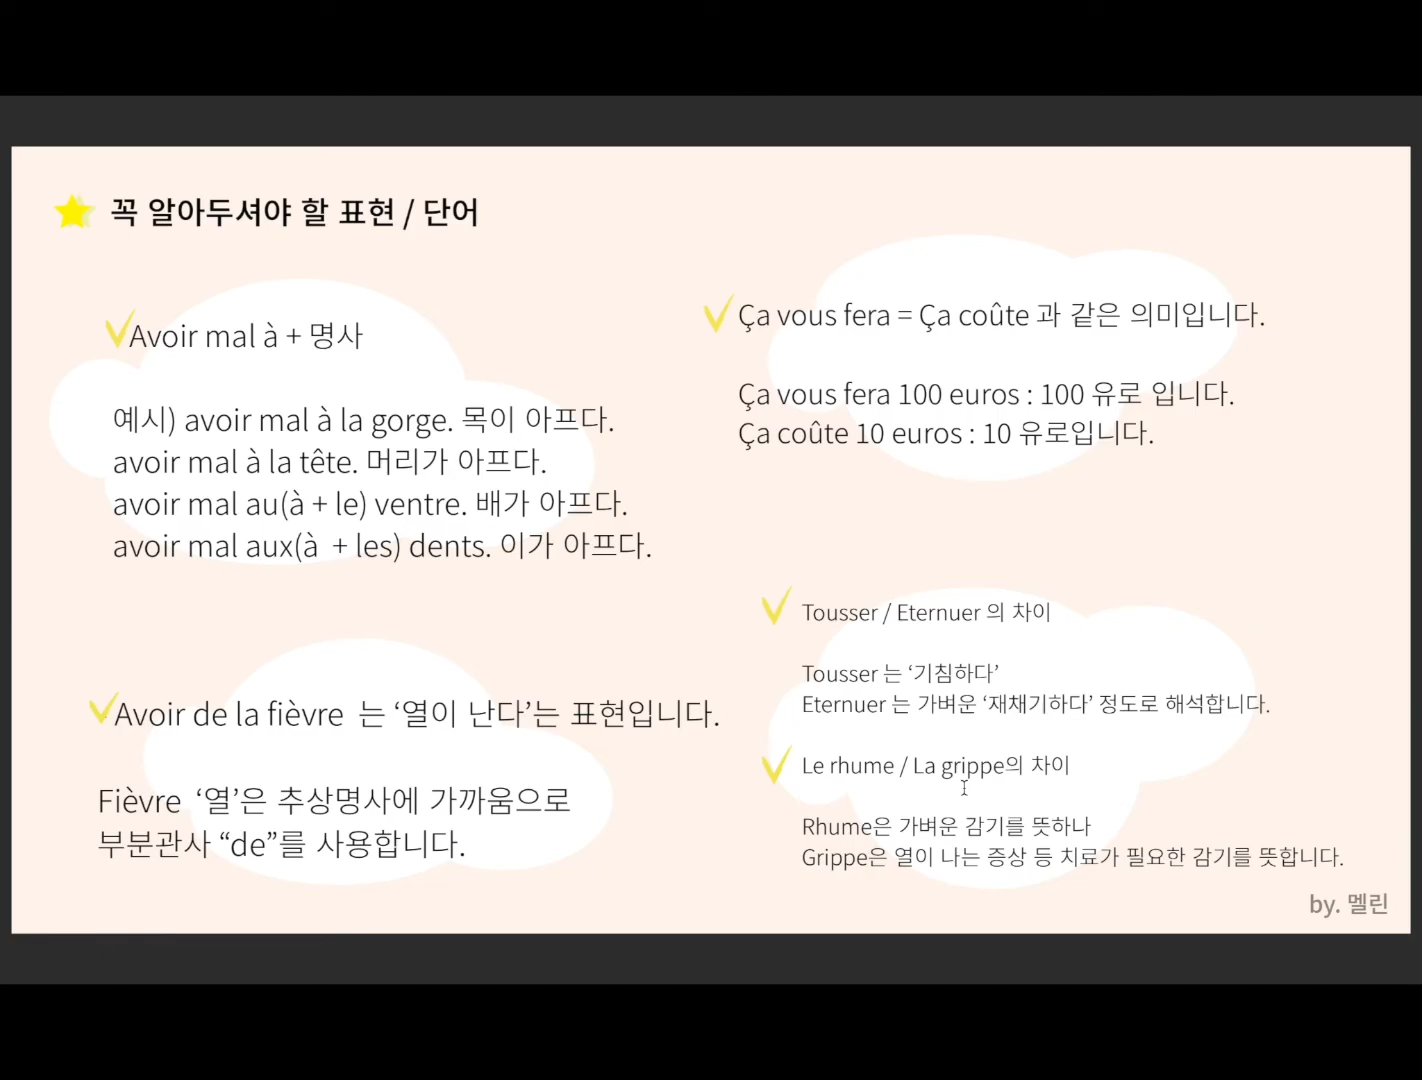 꼭 알아두셔야 할 표현 / 단어
Avoir mal à + 명사
예시) avoir mal à la gorge. 목이 아프다.
avoir mal à la tête. 머리가 아프다.
avoir mal au(à + le) ventre. 배가 아프다.
avoir mal aux(à + les) dents. 이가 아프다.
Avoir de la fièvre 는 ‘열이 난다’는 표현입니다.
Fièvre ‘열’은 추상명사에 가까움으로
부분관사 “de”를 사용합니다.
Ça vous fera = Ça coûte 과 같은 의미입니다.
Ça vous fera 100 euros : 100 유로 입니다.
Ça coûte 10 euros : 10 유로입니다.
Tousser / Eternuer 의 차이
Tousser 는 ‘기침하다’
Eternuer 는 가벼운 ‘재채기하다’ 정도로 해석합니다.
Le rhume / La grippe의 차이
Rhume은 가벼운 감기를 뜻하나
Grippe은 열이 나는 증상 등 치료가 필요한 감기를 뜻합니다.
by. 멜린